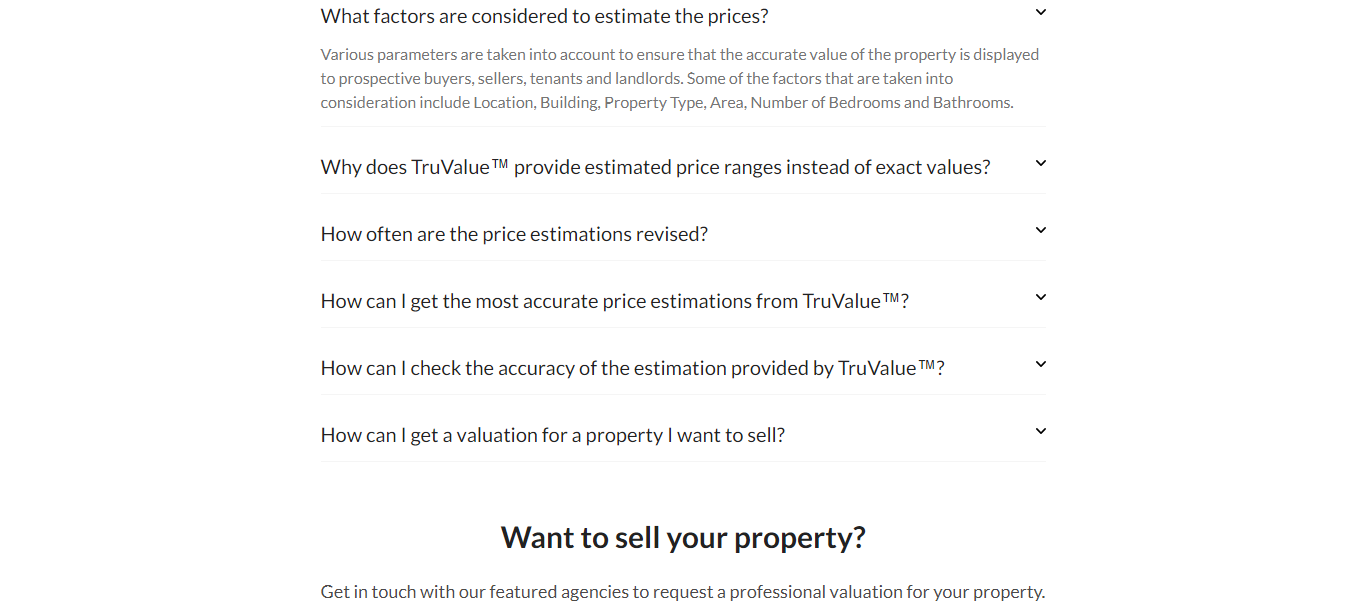 What factors are considered to estimate the prices?
Various parameters are taken into account to ensure that the accurate value of the property is displayed
to prospective buyers, sellers, tenants and landlords. Some of the factors that are taken into
consideration include Location, Building, Property Type, Area, Number of Bedrooms and Bathrooms.
Why does TruValue™ provide estimated price ranges instead of exact values?
How often are the price estimations revised?
How can I get the most accurate price estimations from TruValue™?
How can I check the accuracy of the estimation provided by TruValue™?
How can I get a valuation for a property I want to sell?
Want to sell your property?
Get in touch with our featured agencies to request a professional valuation for your property.